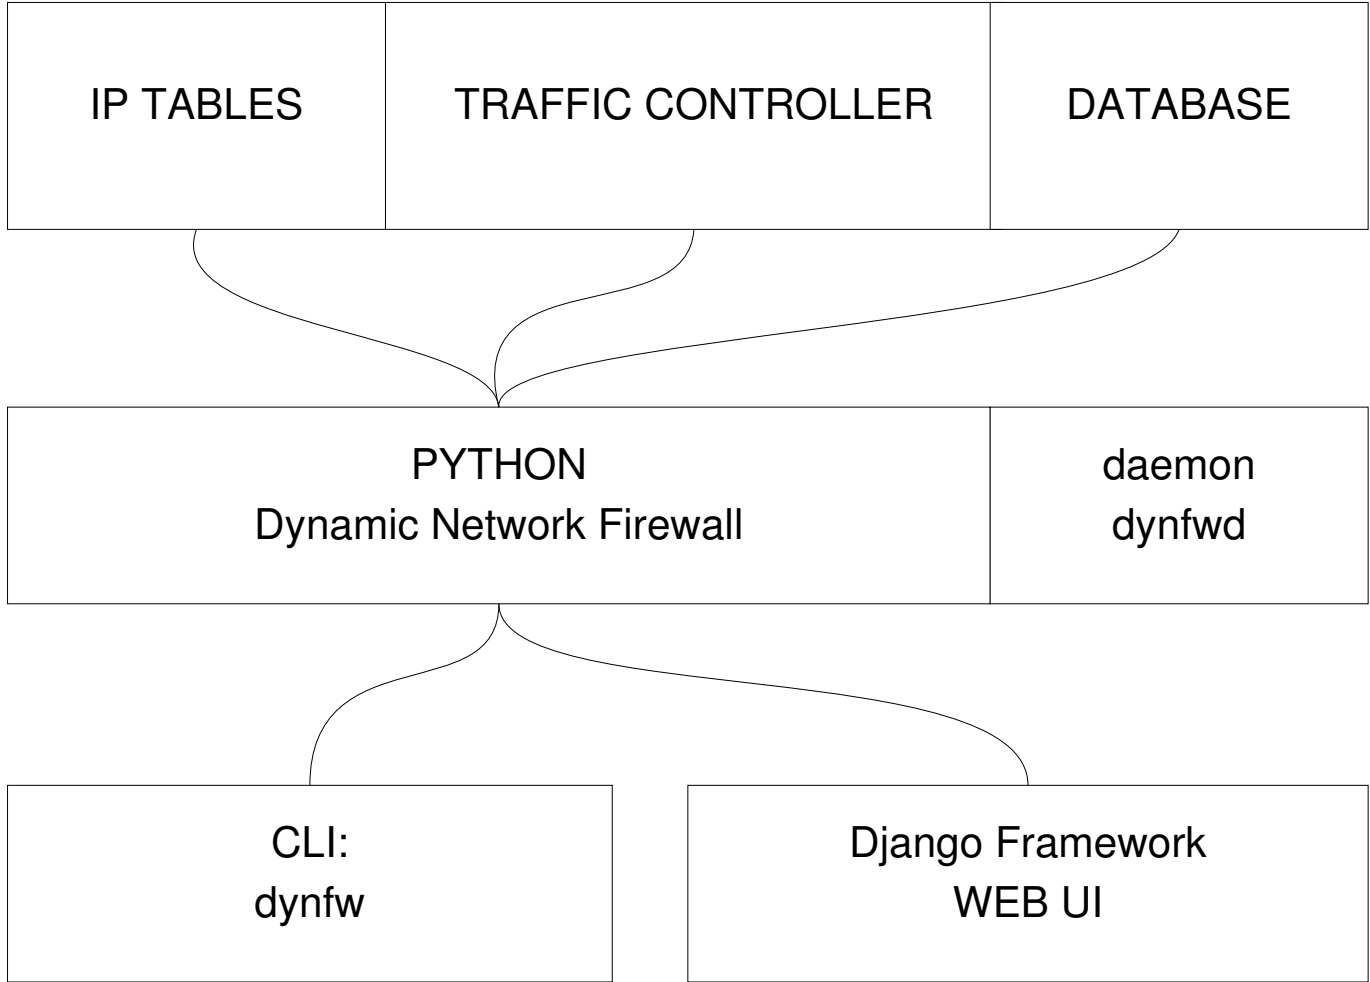 IP TABLES
TRAFFIC CONTROLLER
DATABASE
PYTHON
Dynamic Network Firewall
daemon
dynfwd
CLI:
dynfw
Django Framework
WEB UI